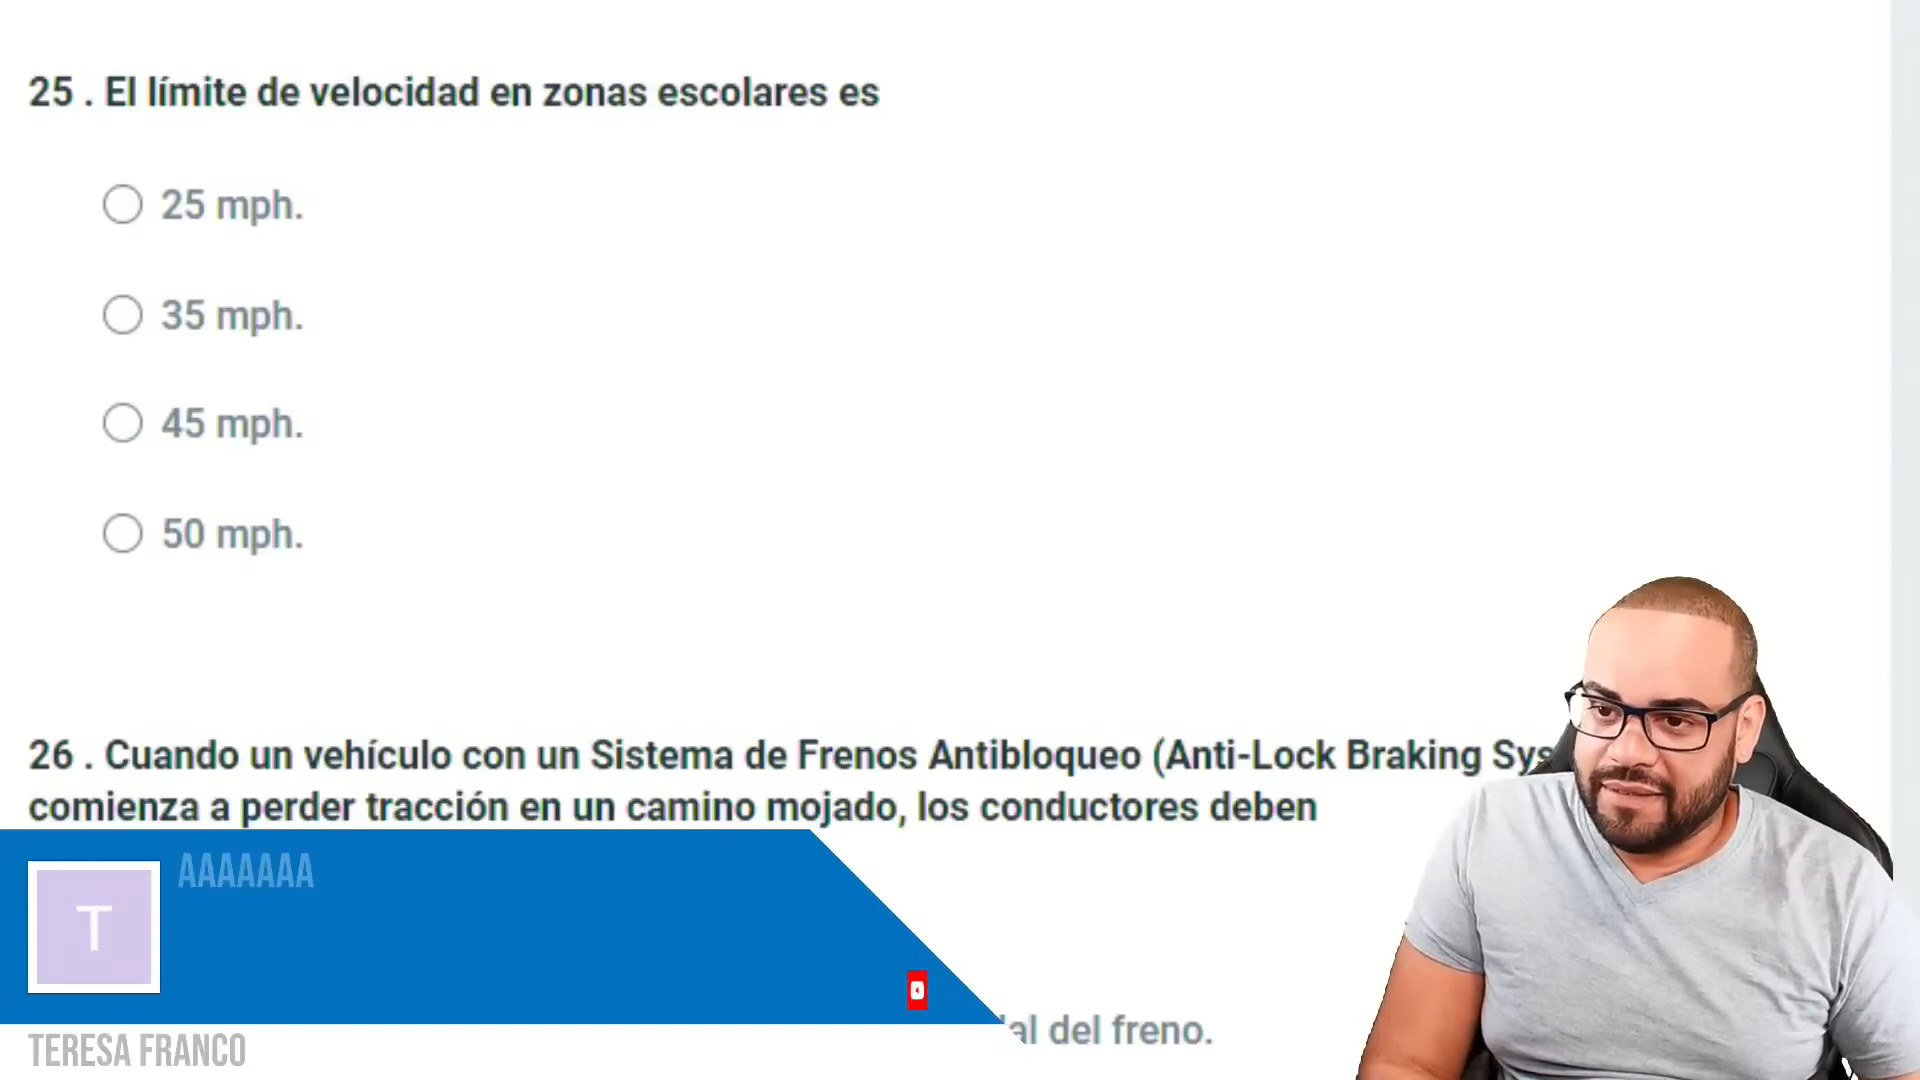 25 . El límite de velocidad en zonas escolares es
25 mph.
35 mph.
45 mph.
50 mph.
26 . Cuando un vehículo con un Sistema de Frenos Antibloqueo (Anti-Lock Braking Sys
comienza a perder tracción en un camino mojado, los conductores deben
AAAAAAA
T
al del freno.
TERESA FRANCO